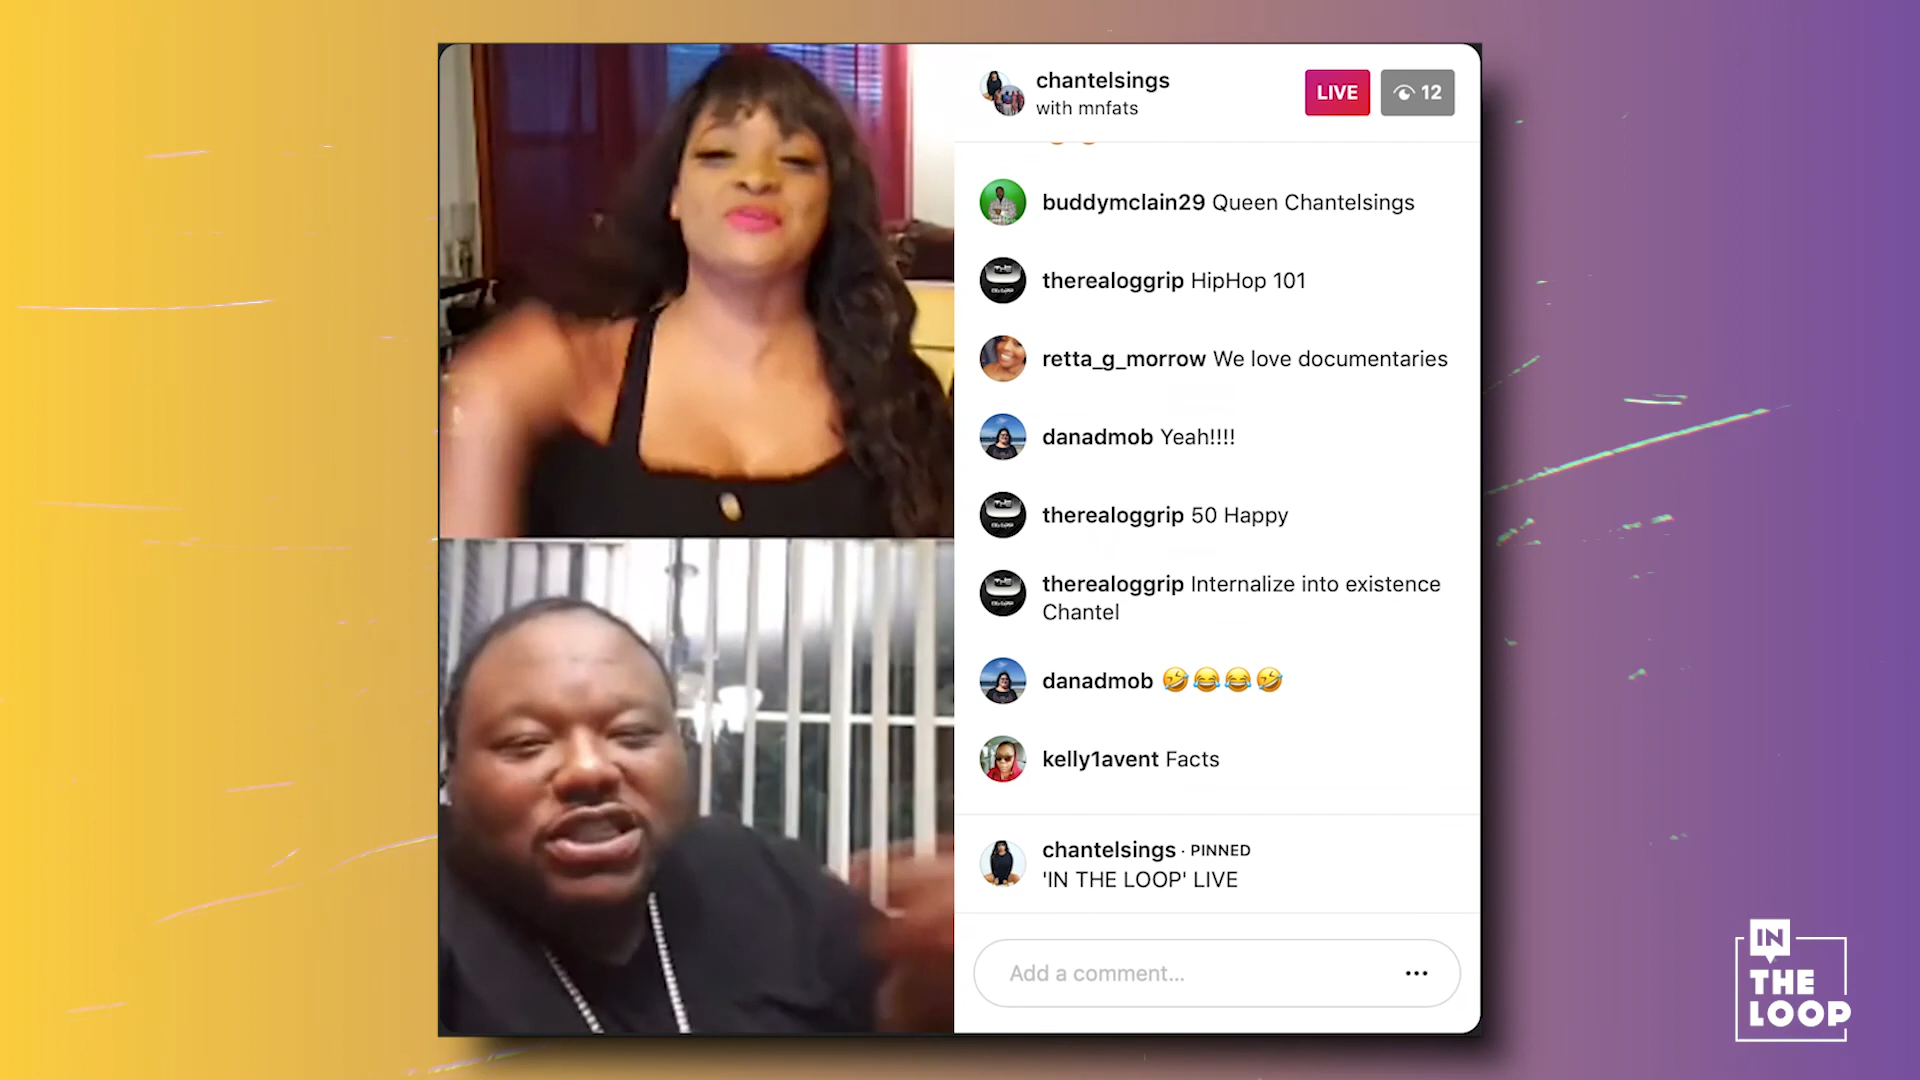 chantelsings
with mnfats
LIVE
12
buddymclain29 Queen Chantelsings
therealoggrip HipHop 101
retta_g_morrow We love documentaries
danadmob Yeah!!!!
therealoggrip 50 Happy
therealoggrip Internalize into existence
Chantel
danadmob 🤣😂😂🤣
kelly1avent Facts
chantelsings · PINNED
'IN THE LOOP' LIVE
Add a comment...
IN
THE
LOOP